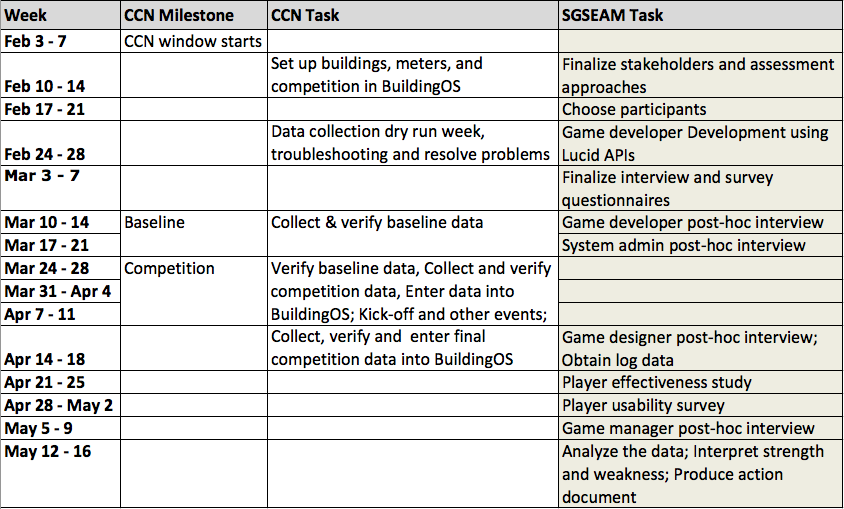 Week CCN Milestone CCN Task SGSEAM Task
Feb 3 - 7 CCN window starts
Feb 10 - 14
Set up buildings, meters, and
competition in BuildingOS
Finalize stakeholders and assessment
approaches
Feb 17 - 21 Choose participants
Feb 24 - 28
Data collection dry run week,
troubleshooting and resolve problems
Game developer Development using
Lucid APIs
Mar 3 - 7
Finalize interview and survey
questionnaires
Mar 10 - 14 Baseline Collect & verify baseline data Game developer post-hoc interview
Mar 17 - 21 System admin post-hoc interview
Mar 24 - 28 Competition
Verify baseline data, Collect and verify
Mar 31 - Apr 4
competition data, Enter data into
Apr 7 - 11
BuildingOS; Kick-off and other events;
Apr 14 - 18
Collect, verify and enter final
competition data into BuildingOS
Game designer post-hoc interview;
Obtain log data
Apr 21 - 25 Player effectiveness study
Apr 28 - May 2 Player usability survey
May 5 - 9 Game manager post-hoc interview
May 12 - 16
Analyze the data; Interpret strength
and weakness; Produce action
document